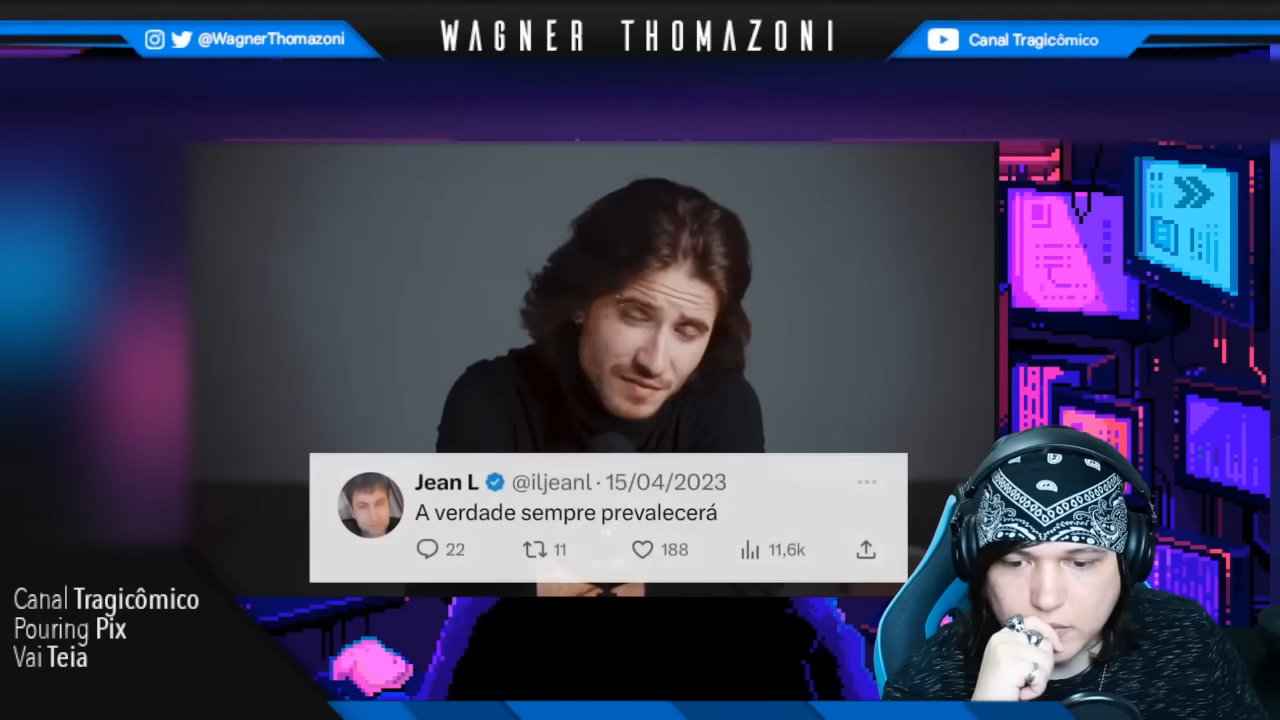 @WagnerThomazoni
WAGNER THOMAZONI
Canal Tragicômico
Jean L @iljeanl · 15/04/2023
A verdade sempre prevalecerá
22 11 188 11,6k
Canal Tragicômico
Pouring Pix
Vai Teia